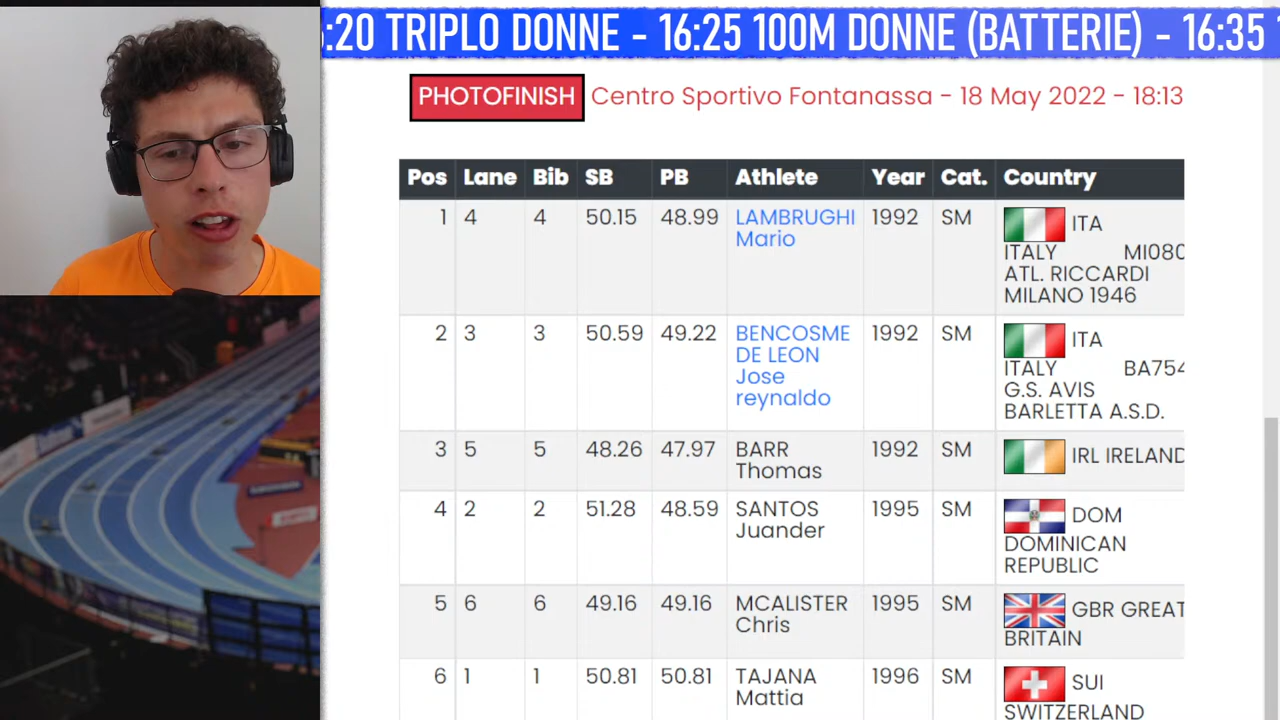 :20 TRIPLO DONNE - 16:25 100M DONNE (BATTERIE) - 16:35
PHOTOFINISH Centro Sportivo Fontanassa - 18 May 2022 - 18:13
Pos Lane Bib SB PB Athlete Year Cat. Country
1 4 4 50.15 48.99 LAMBRUGHI 1992 SM ITA
Mario
ITALY MI080
ATL. RICCARDI
MILANO 1946
2 3 3 50.59 49.22 BENCOSME 1992 SM ITA
DE LEON
Jose
reynaldo
ITALY BA754
G.S. AVIS
BARLETTA A.S.D.
3 5 5 48.26 47.97 BARR 1992 SM IRL IRELAND
Thomas
4 2 2 51.28 48.59 SANTOS 1995 SM DOM
Juander
DOMINICAN
REPUBLIC
5 6 6 49.16 49.16 MCALISTER 1995 SM GBR GREAT
Chris
BRITAIN
6 1 1 50.81 50.81 TAJANA 1996 SM SUI
Mattia
SWITZERLAND